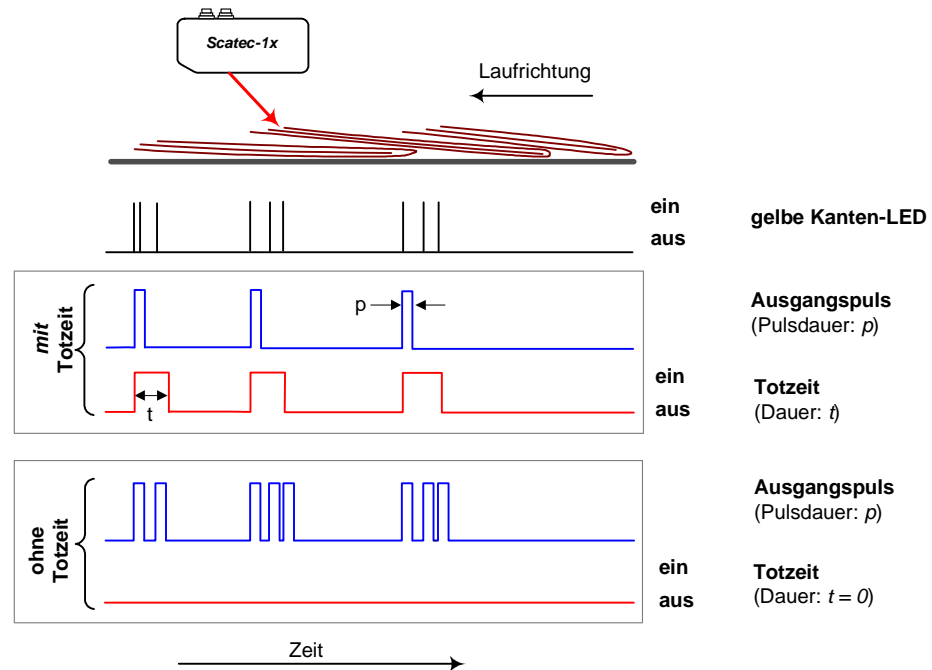 Scatec-1x
Laufrichtung
ein
aus
gelbe Kanten-LED
mit
Totzeit
p
t
Ausgangspuls
(Pulsdauer: p)
ein
aus
Totzeit
(Dauer: t)
ohne
Totzeit
Ausgangspuls
(Pulsdauer: p)
ein
aus
Totzeit
(Dauer: t = 0)
Zeit